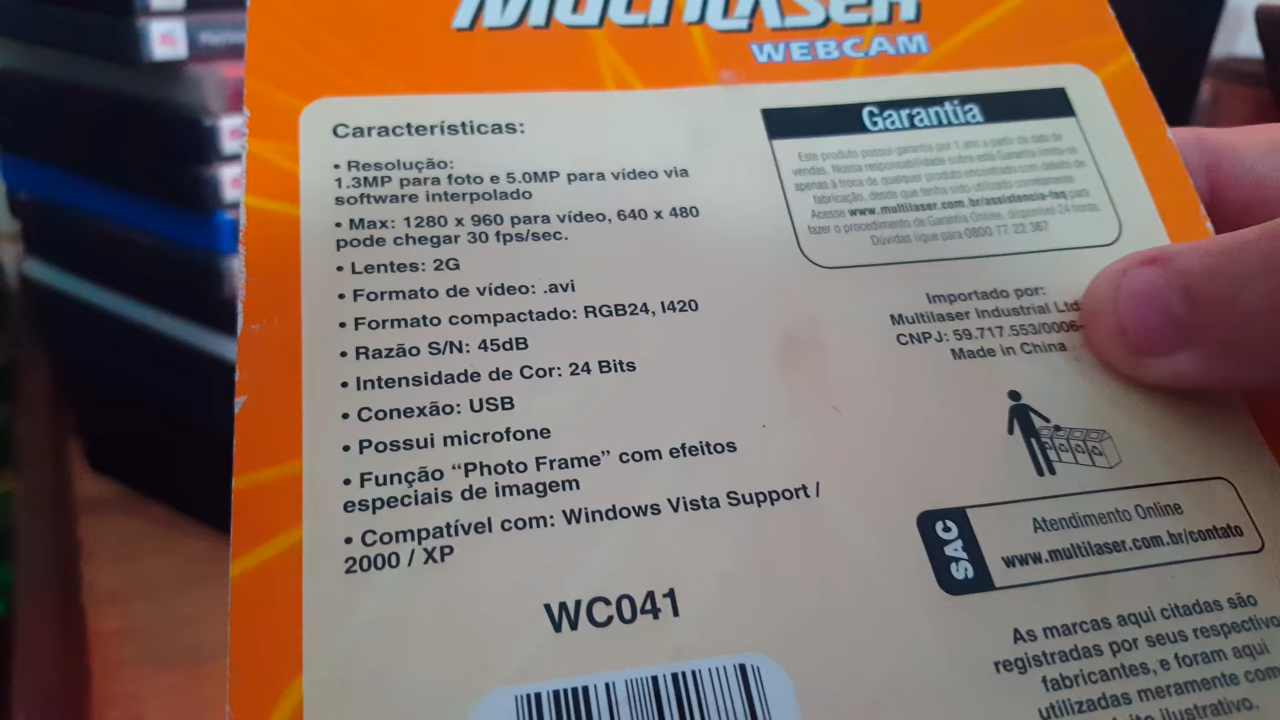 MULTILASER
WEBCAM
Características:
• Resolução:
1.3MP para foto e 5.0MP para vídeo via
software interpolado
• Max: 1280 x 960 para vídeo, 640 x 480
pode chegar 30 fps/sec.
• Lentes: 2G
• Formato de vídeo: .avi
• Formato compactado: RGB24, I420
• Razão S/N: 45dB
• Intensidade de Cor: 24 Bits
• Conexão: USB
• Possui microfone
• Função “Photo Frame” com efeitos
especiais de imagem
• Compatível com: Windows Vista Support /
2000 / XP
WC041
Garantia
Este produto possui garantia por 1 ano a partir da data de
vendas. Nossa responsabilidade sobre esta Garantia limita-se
apenas à troca de qualquer produto encontrado com defeito de
fabricação, desde que tenha sido utilizado corretamente.
Acesse www.multilaser.com.br/assistencia-faq para
fazer o procedimento de Garantia Online, disponível 24 horas.
Dúvidas ligue para 0800 77 22 367
Importado por:
Multilaser Industrial Ltd
CNPJ: 59.717.553/0006-
Made in China
SAC
Atendimento Online
www.multilaser.com.br/contato
As marcas aqui citadas são
registradas por seus respectivo
fabricantes, e foram aqui
utilizadas meramente com
ilustrativo.